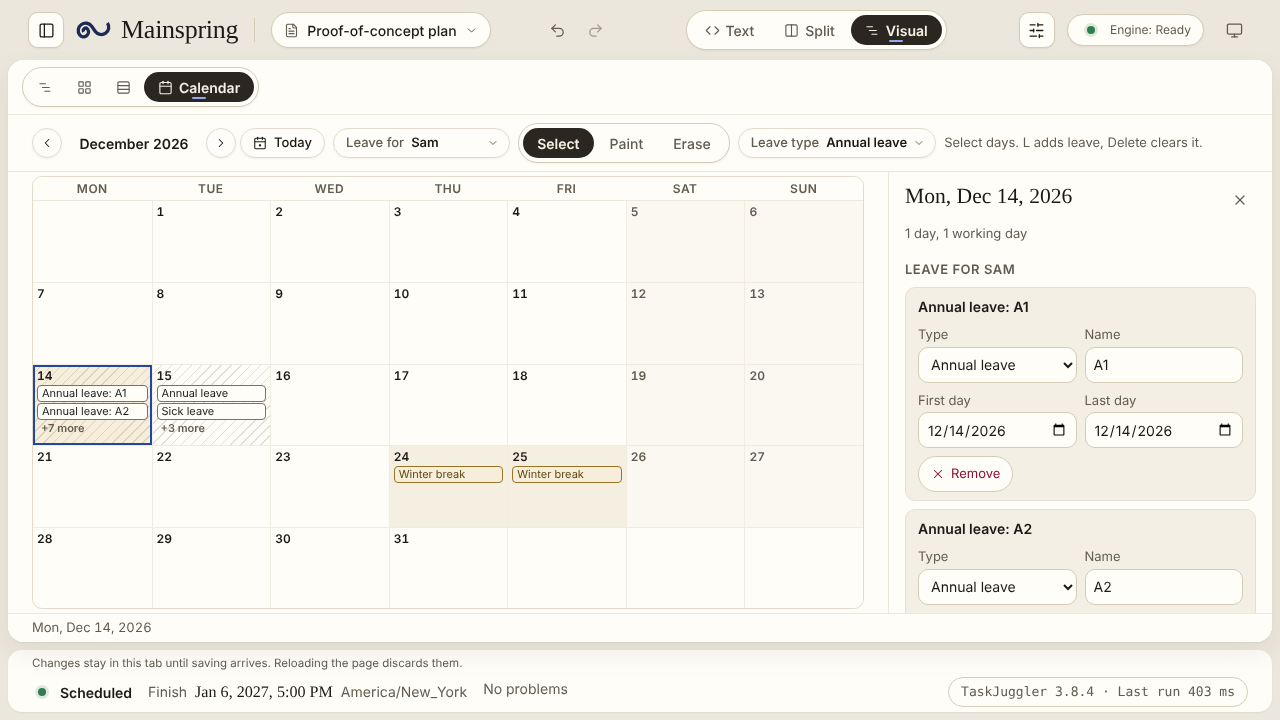 Mainspring
Proof-of-concept plan
Text
Split
Visual
Engine: Ready
Calendar
December 2026
Today
Leave for Sam
Select
Paint
Erase
Leave type Annual leave
Select days. L adds leave, Delete clears it.
MON TUE WED THU FRI SAT SUN
1 2 3 4 5 6
7 8 9 10 11 12 13
14 15 16 17 18 19 20
Annual leave: A1 Annual leave
Annual leave: A2 Sick leave
+7 more +3 more
21 22 23 24 25 26 27
Winter break Winter break
28 29 30 31
Mon, Dec 14, 2026
1 day, 1 working day
LEAVE FOR SAM
Annual leave: A1
Type Name
Annual leave A1
First day Last day
12/14/2026 12/14/2026
Remove
Annual leave: A2
Type Name
Annual leave A2
Mon, Dec 14, 2026
Changes stay in this tab until saving arrives. Reloading the page discards them.
Scheduled Finish Jan 6, 2027, 5:00 PM America/New_York No problems
TaskJuggler 3.8.4 · Last run 403 ms